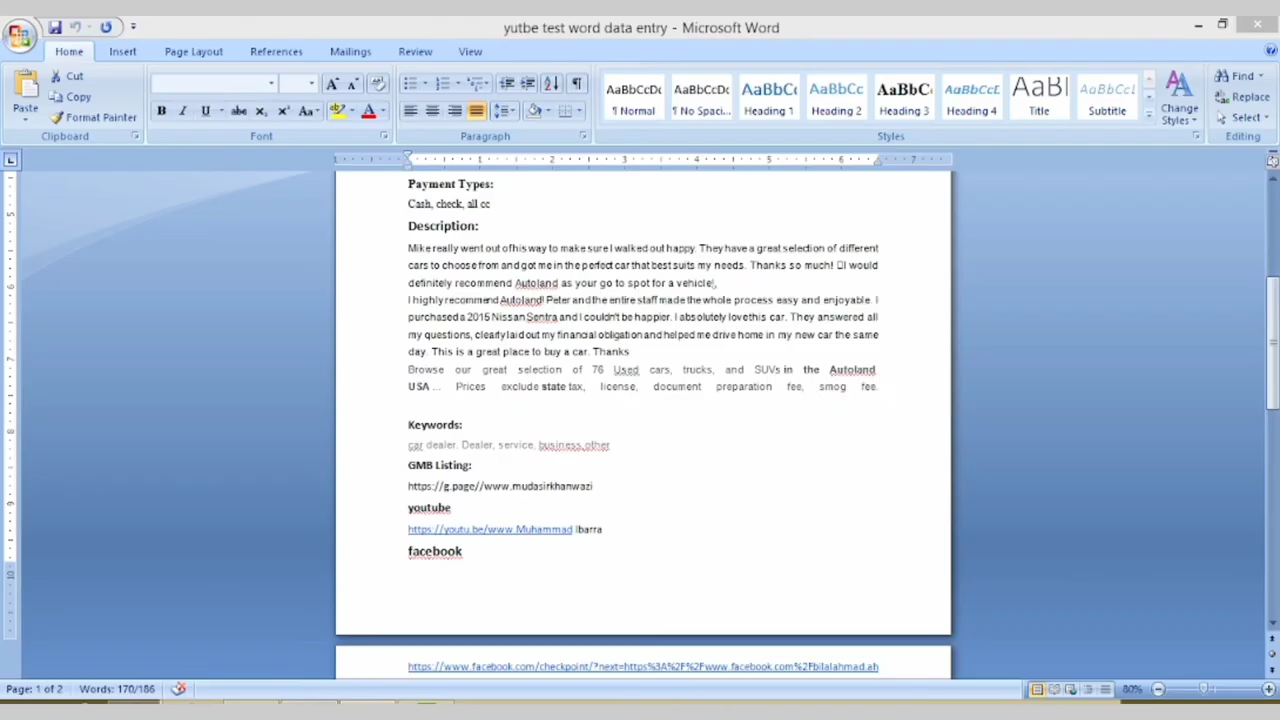 yutbe test word data entry - Microsoft Word
Home Insert Page Layout References Mailings Review View
Paste
Cut
Copy
Format Painter
Clipboard
Font
Paragraph
AaBbCcDc AaBbCcDc AaBbC AaBbCc AaBbC AaBbCcL AaBl AaBbCcl
¶ Normal ¶ No Spaci... Heading 1 Heading 2 Heading 3 Heading 4 Title Subtitle
Change Styles
Styles
Find
Replace
Select
Editing
1 2 3 4 5 6 7
Payment Types:
Cash, check, all cc
Description:
Mike really went out of his way to make sure I walked out happy. They have a great selection of different
cars to choose from and got me in the perfect car that best suits my needs. Thanks so much! I would
definitely recommend Autoland as your go to spot for a vehicle!,
I highly recommend Autoland! Peter and the entire staff made the whole process easy and enjoyable. I
purchased a 2015 Nissan Sentra and I couldn't be happier. I absolutely love this car. They answered all
my questions, clearly laid out my financial obligation and helped me drive home in my new car the same
day. This is a great place to buy a car. Thanks
Browse our great selection of 76 Used cars, trucks, and SUVs in the Autoland
USA ... Prices exclude state tax, license, document preparation fee, smog fee.
Keywords:
car dealer. Dealer, service, business,other
GMB Listing:
https://g.page//www.mudasirkhanwazi
youtube
https://youtu.be/www.Muhammad Ibarra
facebook
https://www.facebook.com/checkpoint/?next=https%3A%2F%2Fwww.facebook.com%2Fbilalahmad.ah
Page: 1 of 2 Words: 170/186 80%